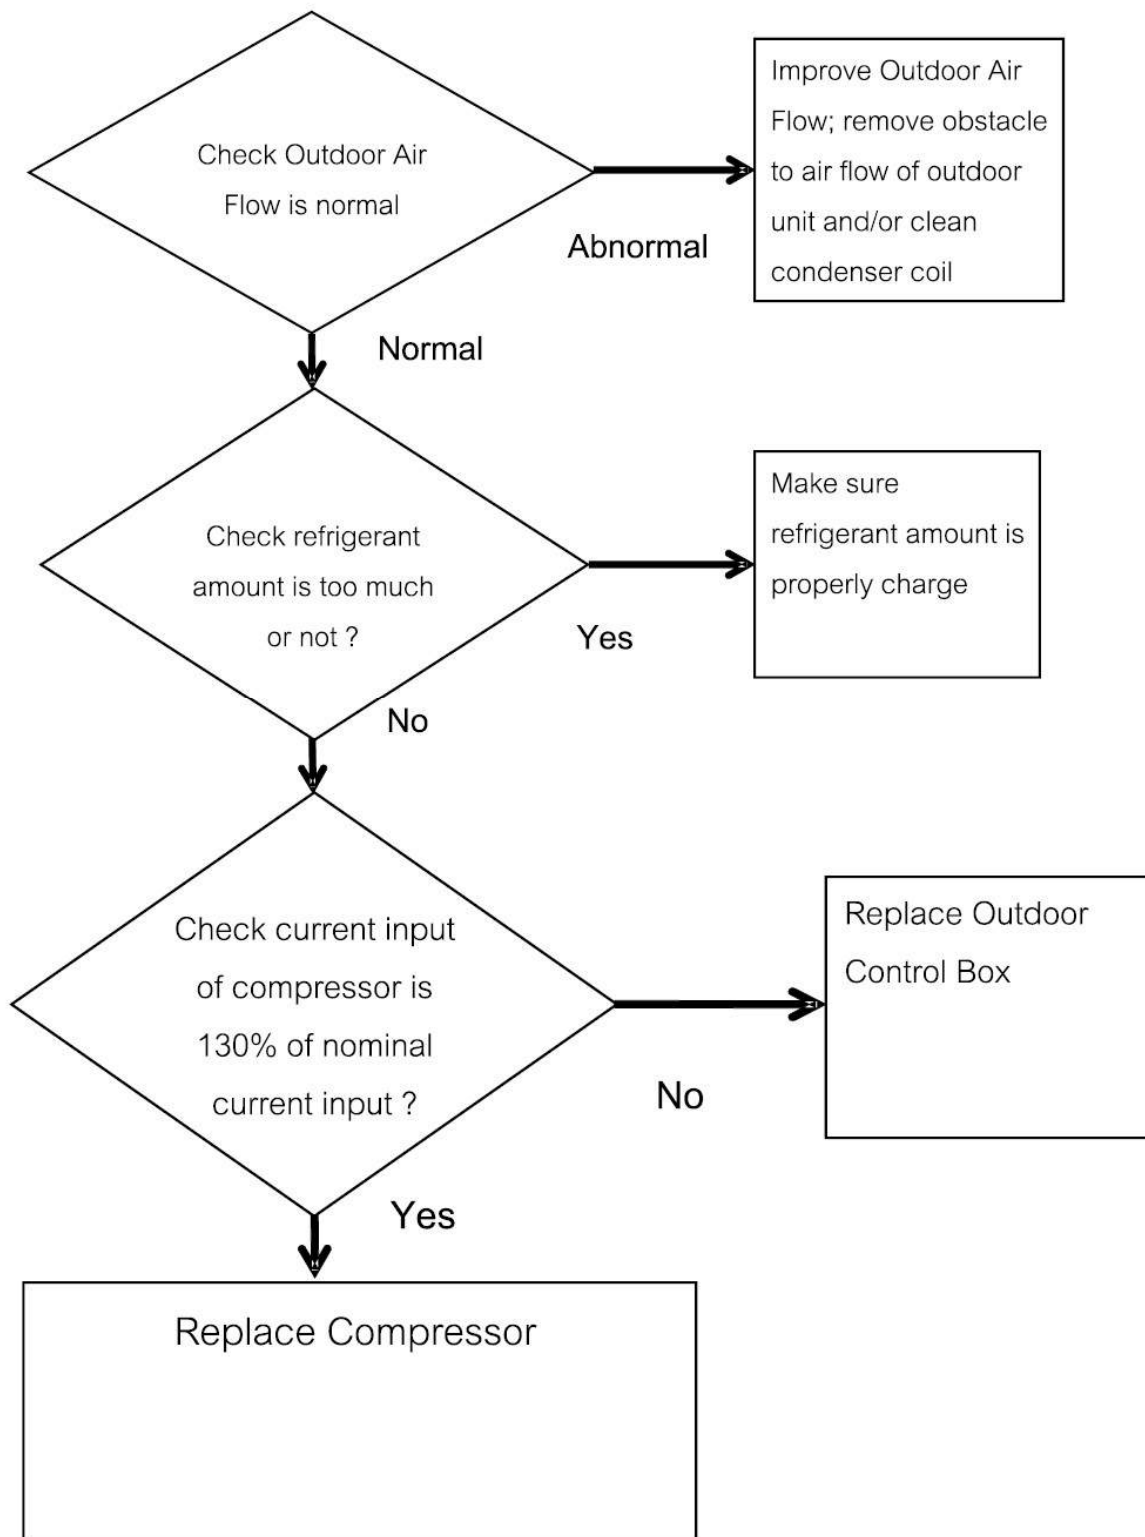 Check Outdoor Air
Flow is normal
Abnormal
Improve Outdoor Air
Flow; remove obstacle
to air flow of outdoor
unit and/or clean
condenser coil
Normal
Check refrigerant
amount is too much
or not ?
Yes
Make sure
refrigerant amount is
properly charge
No
Check current input
of compressor is
130% of nominal
current input ?
No
Replace Outdoor
Control Box
Yes
Replace Compressor